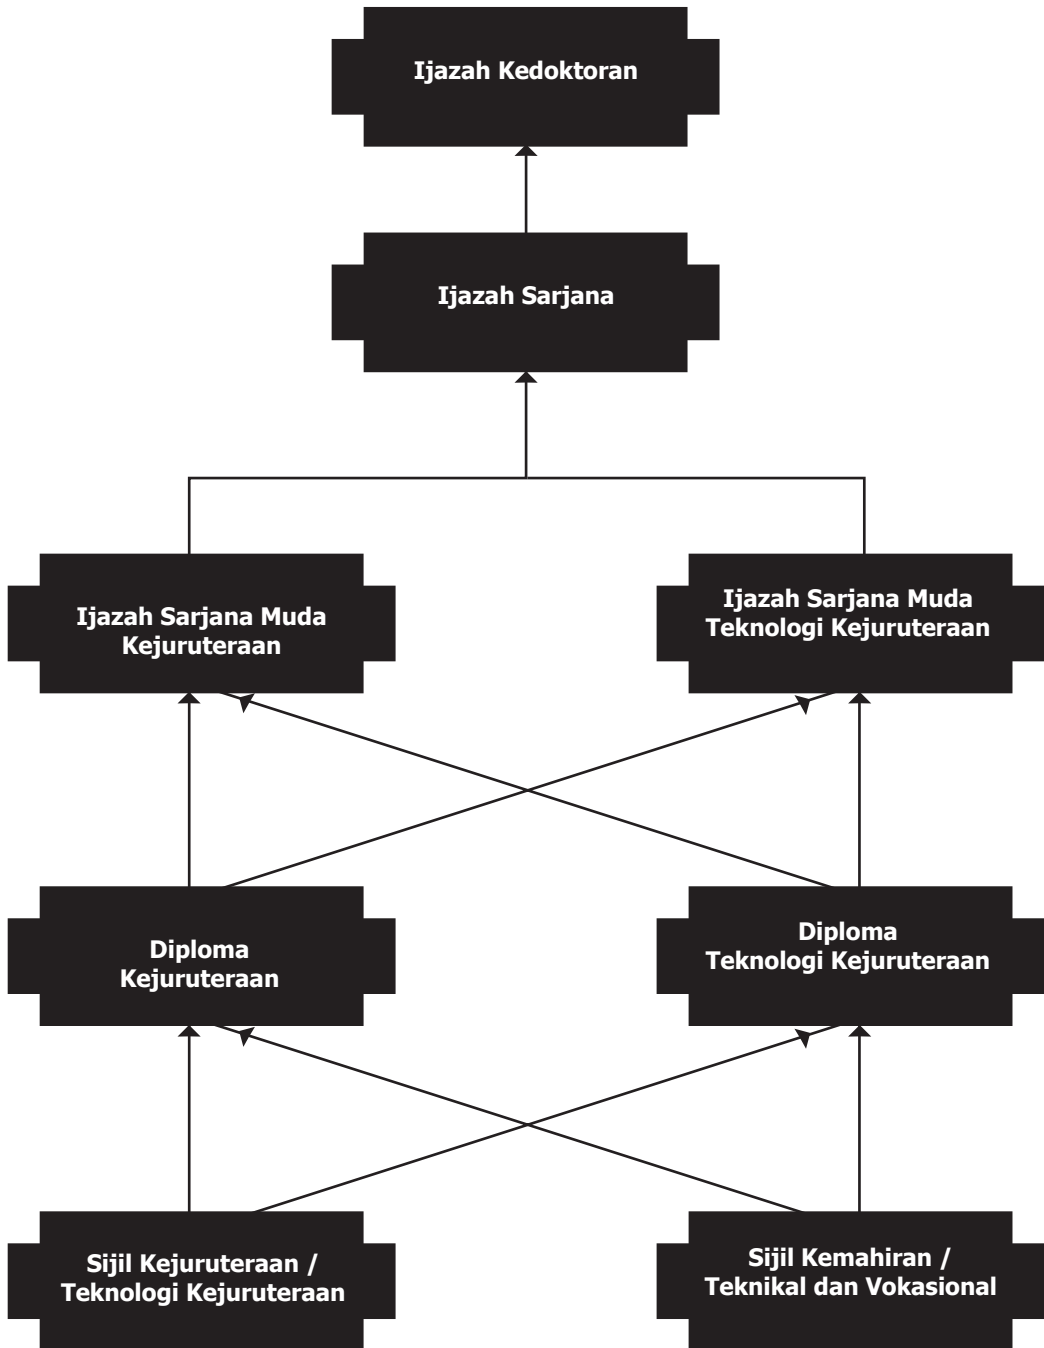 Ijazah Kedoktoran
Ijazah Sarjana
Ijazah Sarjana Muda
Kejuruteraan
Ijazah Sarjana Muda
Teknologi Kejuruteraan
Diploma
Kejuruteraan
Diploma
Teknologi Kejuruteraan
Sijil Kejuruteraan /
Teknologi Kejuruteraan
Sijil Kemahiran /
Teknikal dan Vokasional